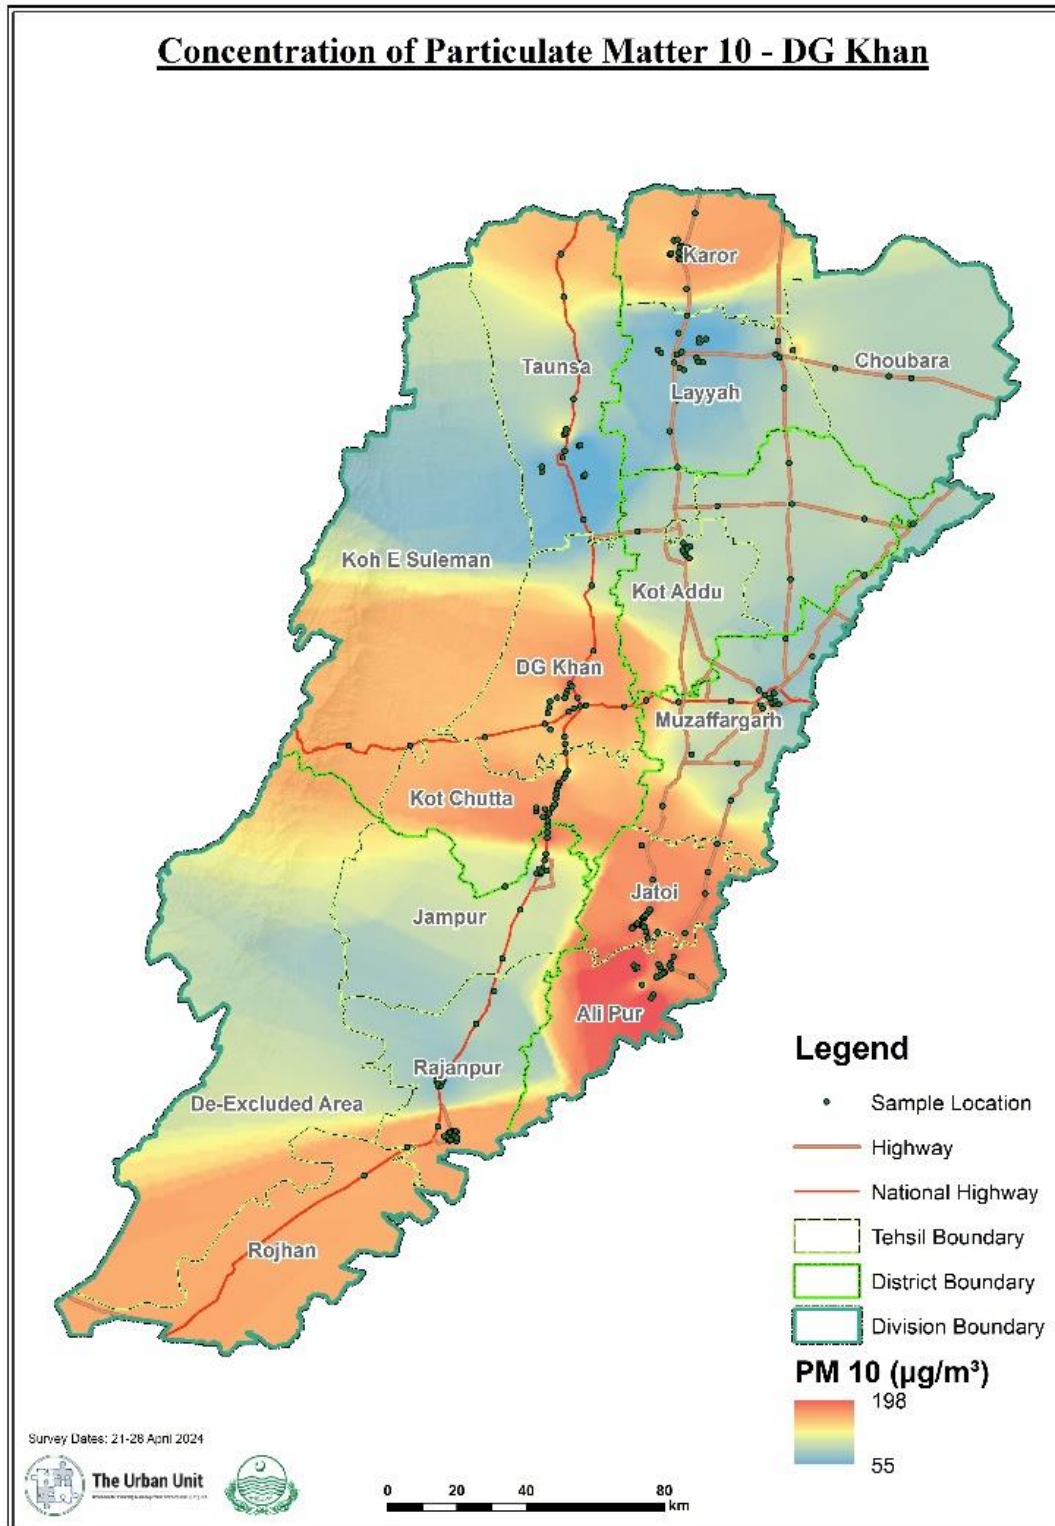 Concentration of Particulate Matter 10 - DG Khan
Karor
Taunsa
Choubara
Layyah
Koh E Suleman
Kot Addu
DG Khan
Muzaffargarh
Kot Chutta
Jatoi
Jampur
Ali Pur
Rajanpur
De-Excluded Area
Rojhan
Legend
Sample Location
Highway
National Highway
Tehsil Boundary
District Boundary
Division Boundary
PM 10 (µg/m³)
198
55
Survey Dates: 21-26 April 2024
The Urban Unit
0 20 40 80
km